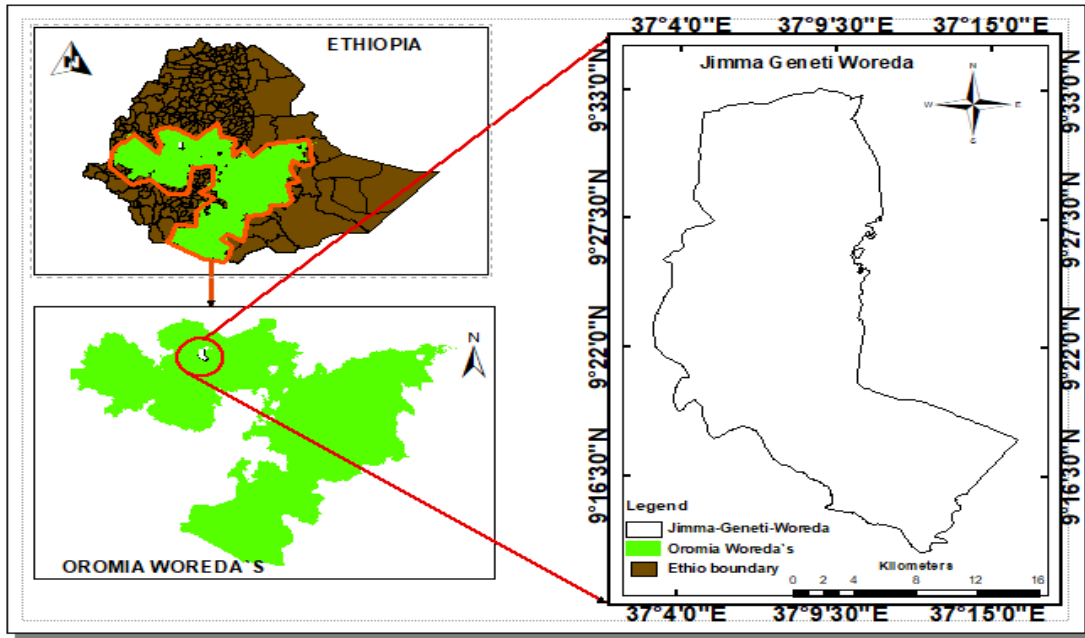 ETHIOPIA
N
OROMIA WOREDA`S
37°4'0"E 37°9'30"E 37°15'0"E
Jimma Geneti Woreda
N
W E
S
9°33'0"N 9°33'0"N
9°27'30"N 9°27'30"N
9°22'0"N 9°22'0"N
9°16'30"N 9°16'30"N
Legend
Jimma-Geneti-Woreda
Oromia Woreda`s
Ethio boundary
Kilometers
0 2 4 8 12 16
37°4'0"E 37°9'30"E 37°15'0"E